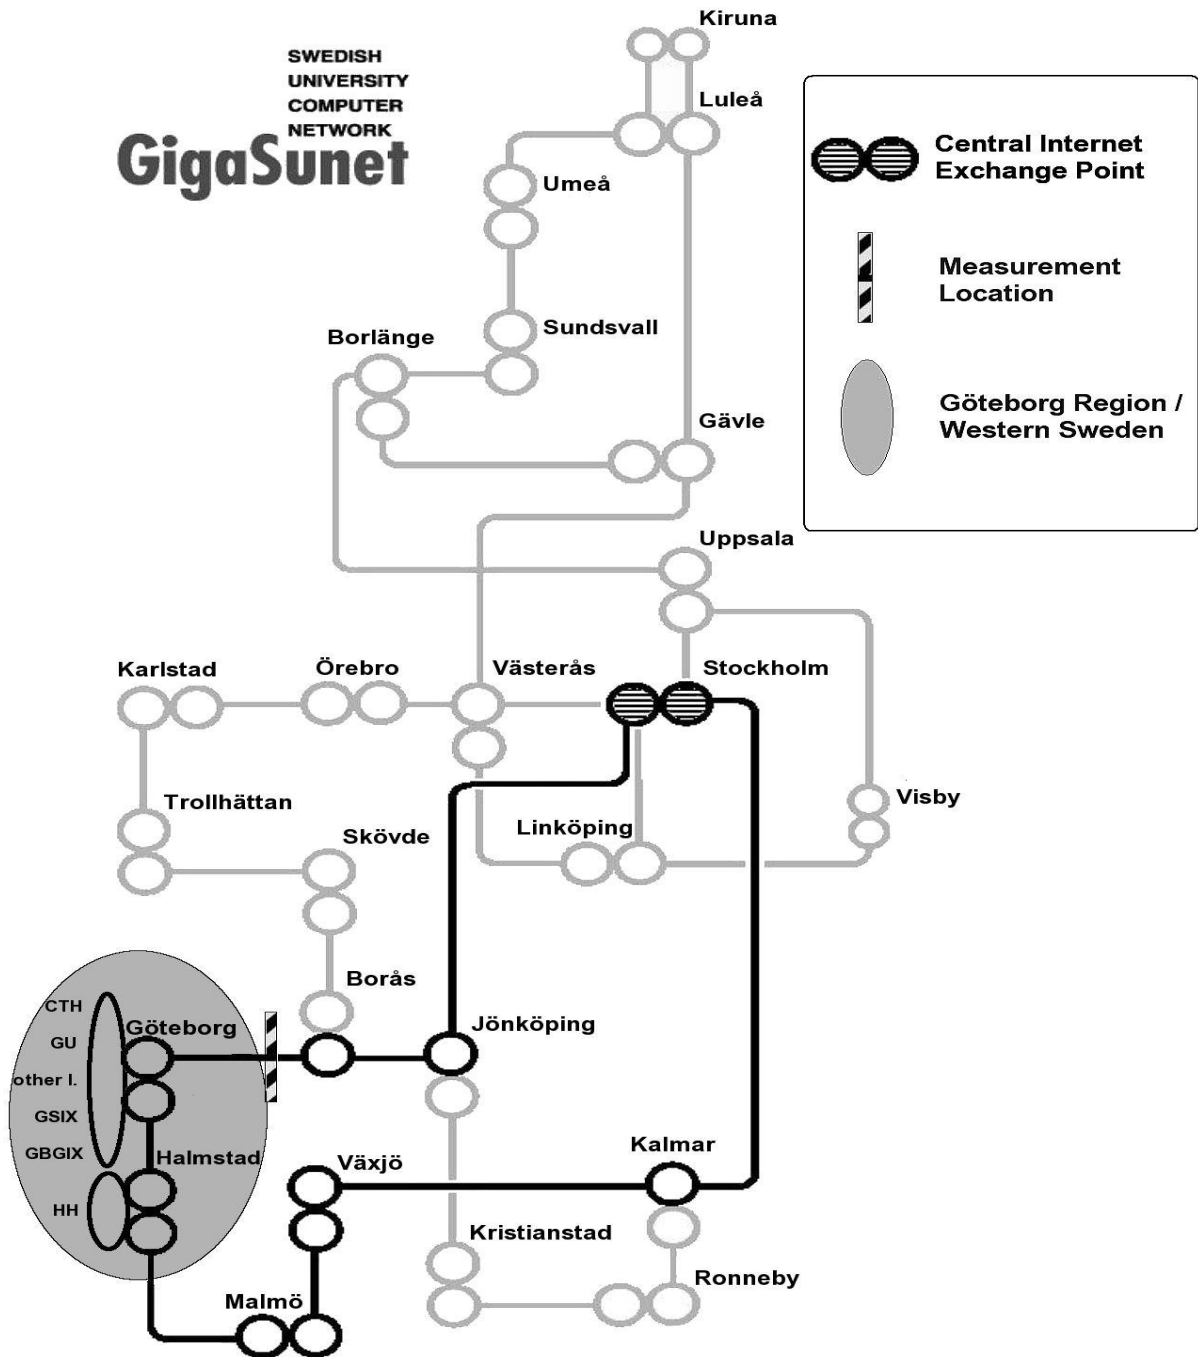 SWEDISH
UNIVERSITY
COMPUTER
NETWORK
GigaSunet
Kiruna
Luleå
Umeå
Sundsvall
Borlänge
Gävle
Uppsala
Karlstad
Örebro
Västerås
Stockholm
Trollhättan
Skövde
Linköping
Visby
Borås
Jönköping
Göteborg
CTH
GU
other I.
GSIX
GBGIX
Halmstad
HH
Växjö
Kalmar
Kristianstad
Ronneby
Malmö
Central Internet
Exchange Point
Measurement
Location
Göteborg Region /
Western Sweden